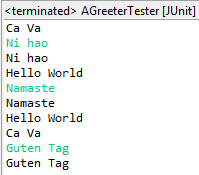 <terminated> AGreeterTester [JUnit]
Ca Va
Ni hao
Ni hao
Hello World
Namaste
Namaste
Hello World
Ca Va
Guten Tag
Guten Tag